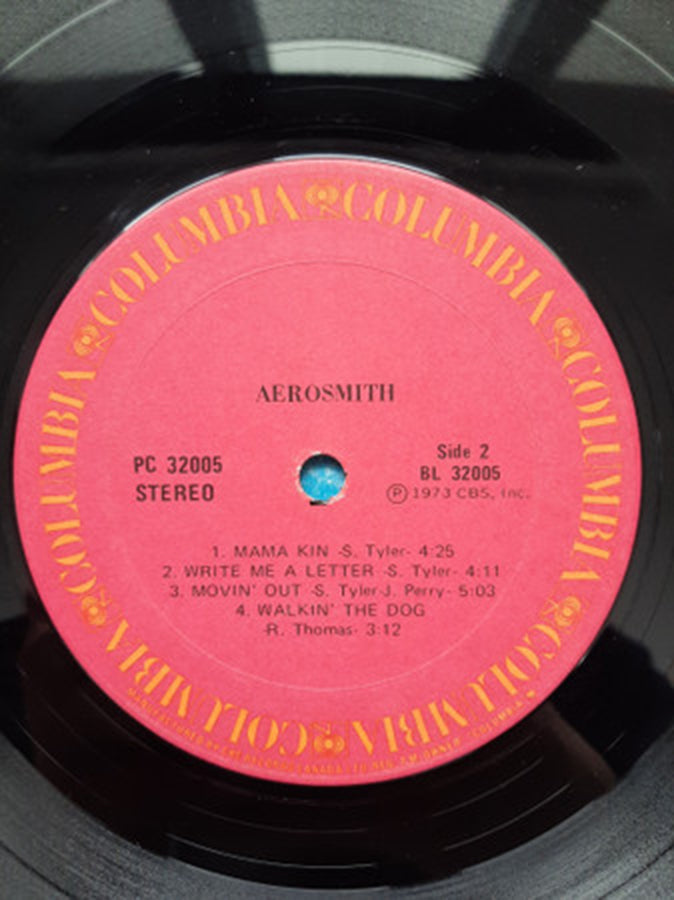 COLUMBIA COLUMBIA COLUMBIA COLUMBIA COLUMBIA COLUMBIA COLUMBIA COLUMBIA
AEROSMITH
PC 32005
STEREO
Side 2
BL 32005
Ⓟ 1973 CBS, Inc.
1. MAMA KIN -S. Tyler- 4:25
2. WRITE ME A LETTER -S. Tyler- 4:11
3. MOVIN' OUT -S. Tyler-J. Perry- 5:03
4. WALKIN' THE DOG
-R. Thomas- 3:12